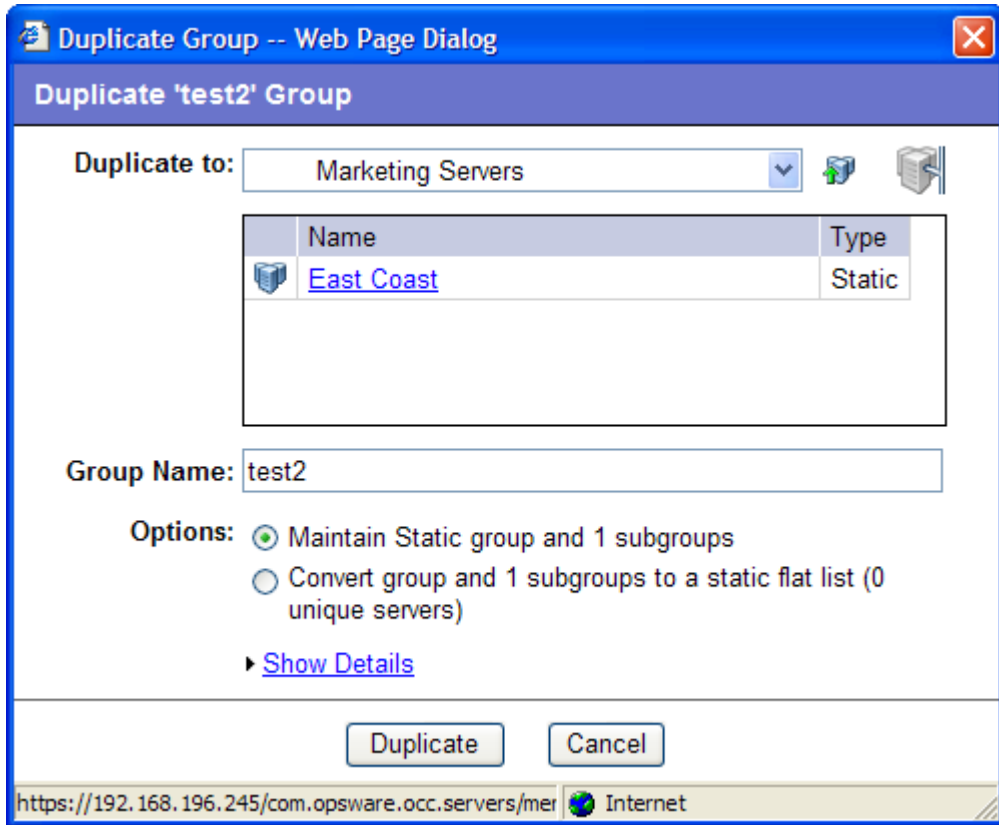 Duplicate Group -- Web Page Dialog
Duplicate 'test2' Group
Duplicate to: Marketing Servers
Name Type
East Coast Static
Group Name: test2
Options: Maintain Static group and 1 subgroups
Convert group and 1 subgroups to a static flat list (0
unique servers)
Show Details
Duplicate Cancel
https://192.168.196.245/com.opsware.occ.servers/mer Internet